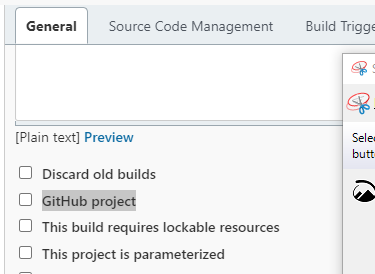 General Source Code Management Build Trigge
S
[Plain text] Preview
Selec
butt
Discard old builds
GitHub project
This build requires lockable resources
This project is parameterized